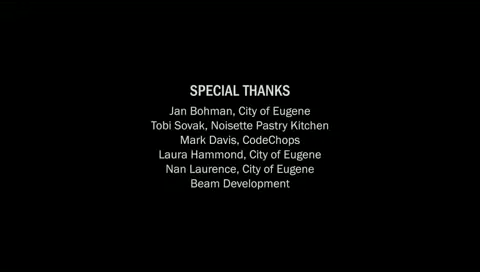 SPECIAL THANKS
Jan Bohman, City of Eugene
Tobi Sovak, Noisette Pastry Kitchen
Mark Davis, CodeChops
Laura Hammond, City of Eugene
Nan Laurence, City of Eugene
Beam Development